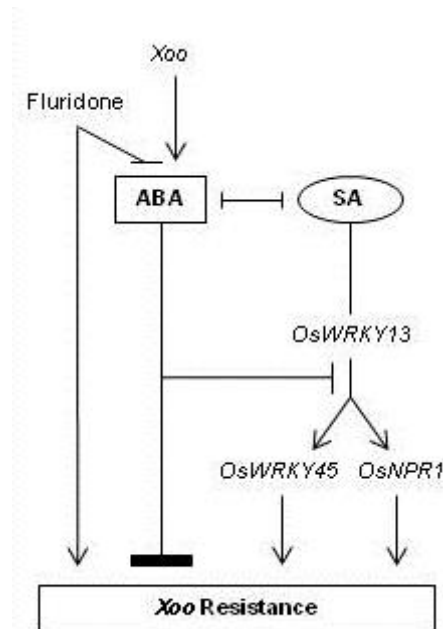 Xoo
Fluridone
ABA
SA
OsWRKY13
OsWRKY45 OsNPR1
Xoo Resistance